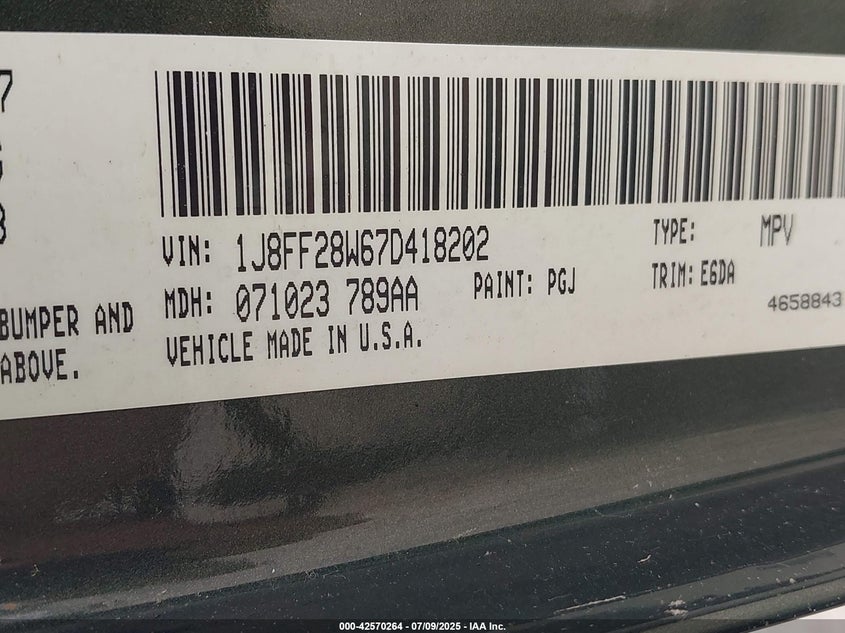 7
8
VIN: 1J8FF28W67D418202
TYPE: MPV
MDH: 071023 789AA
PAINT: PGJ
TRIM: E6DA
4658843
BUMPER AND
ABOVE.
VEHICLE MADE IN U.S.A.
000-42570264 / 07/09/2025 - IAA Inc.